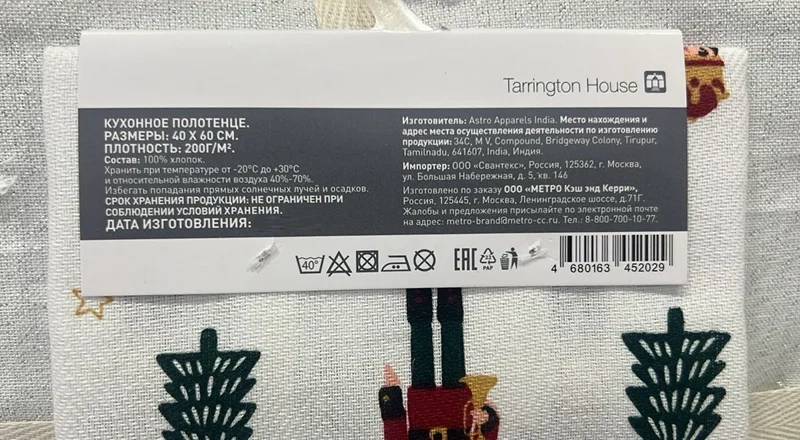 Tarrington House
КУХОННОЕ ПОЛОТЕНЦЕ.
РАЗМЕРЫ: 40 X 60 СМ.
ПЛОТНОСТЬ: 200Г/М².
Состав: 100% хлопок.
Хранить при температуре от -20°C до +30°C
и относительной влажности воздуха 40%-70%.
Избегать попадания прямых солнечных лучей и осадков.
СРОК ХРАНЕНИЯ ПРОДУКЦИИ: НЕ ОГРАНИЧЕН ПРИ
СОБЛЮДЕНИИ УСЛОВИЙ ХРАНЕНИЯ.
ДАТА ИЗГОТОВЛЕНИЯ:
Изготовитель: Astro Apparels India. Место нахождения и
адрес места осуществления деятельности по изготовлению
продукции: 34C, M V, Compound, Bridgeway Colony, Tirupur,
Tamilnadu, 641607, India, Индия.
Импортер: ООО «Свантекс», Россия, 125362, г. Москва,
ул. Большая Набережная, д. 5, кв. 146
Изготовлено по заказу ООО «МЕТРО Кэш энд Керри»,
Россия, 125445, г. Москва, Ленинградское шоссе, д.71Г.
Жалобы и предложения присылайте по электронной почте
на адрес: metro-brand@metro-cc.ru. Тел.: 8-800-700-10-77.
40° EAC PAP
4 680163 452029